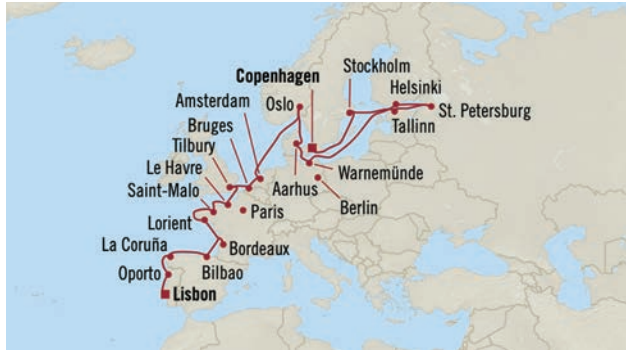 Stockholm
Copenhagen
Helsinki
Amsterdam
Oslo
St. Petersburg
Bruges
Tallinn
Tilbury
Le Havre
Warnemünde
Saint-Malo
Aarhus
Paris
Berlin
Lorient
La Coruña
Bordeaux
Oporto
Bilbao
Lisbon